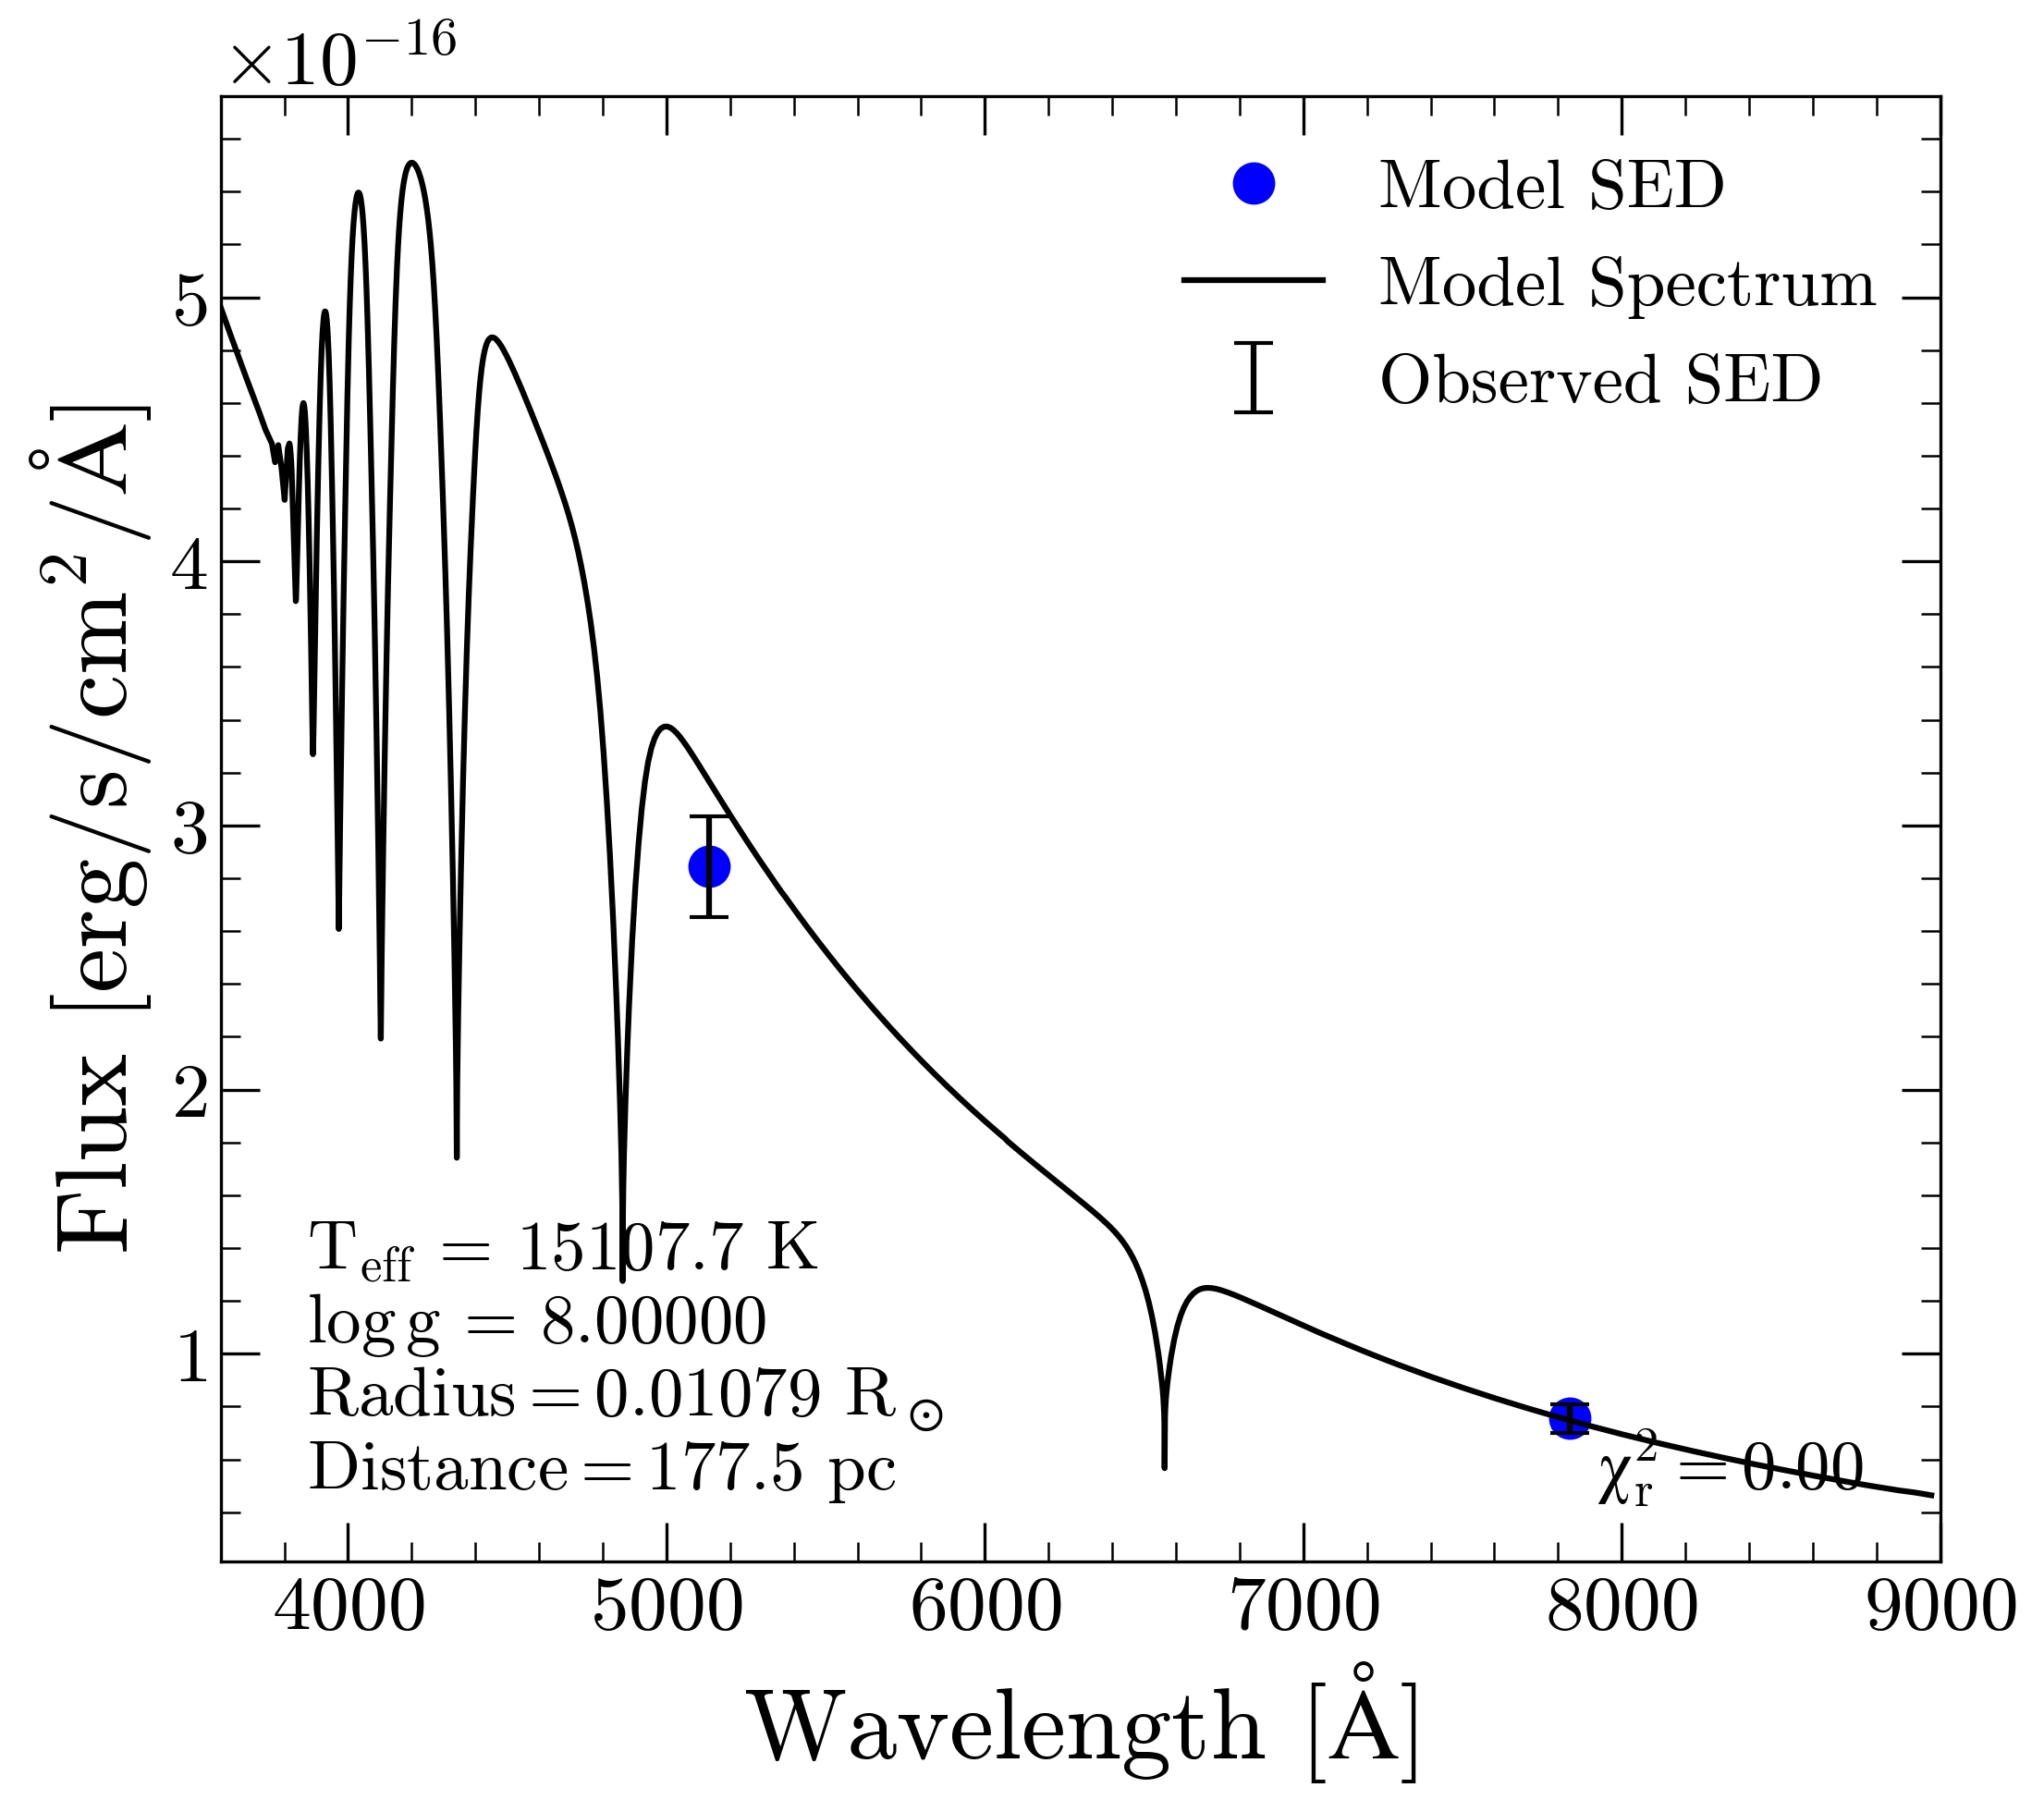 ×10⁻¹⁶
Model SED
Model Spectrum
Observed SED
Flux [erg/s/cm²/Å]
5
4
3
2
1
T_eff = 15107.7 K
log g = 8.00000
Radius = 0.01079 R_⊙
Distance = 177.5 pc
χ²_r = 0.00
4000 5000 6000 7000 8000 9000
Wavelength [Å]